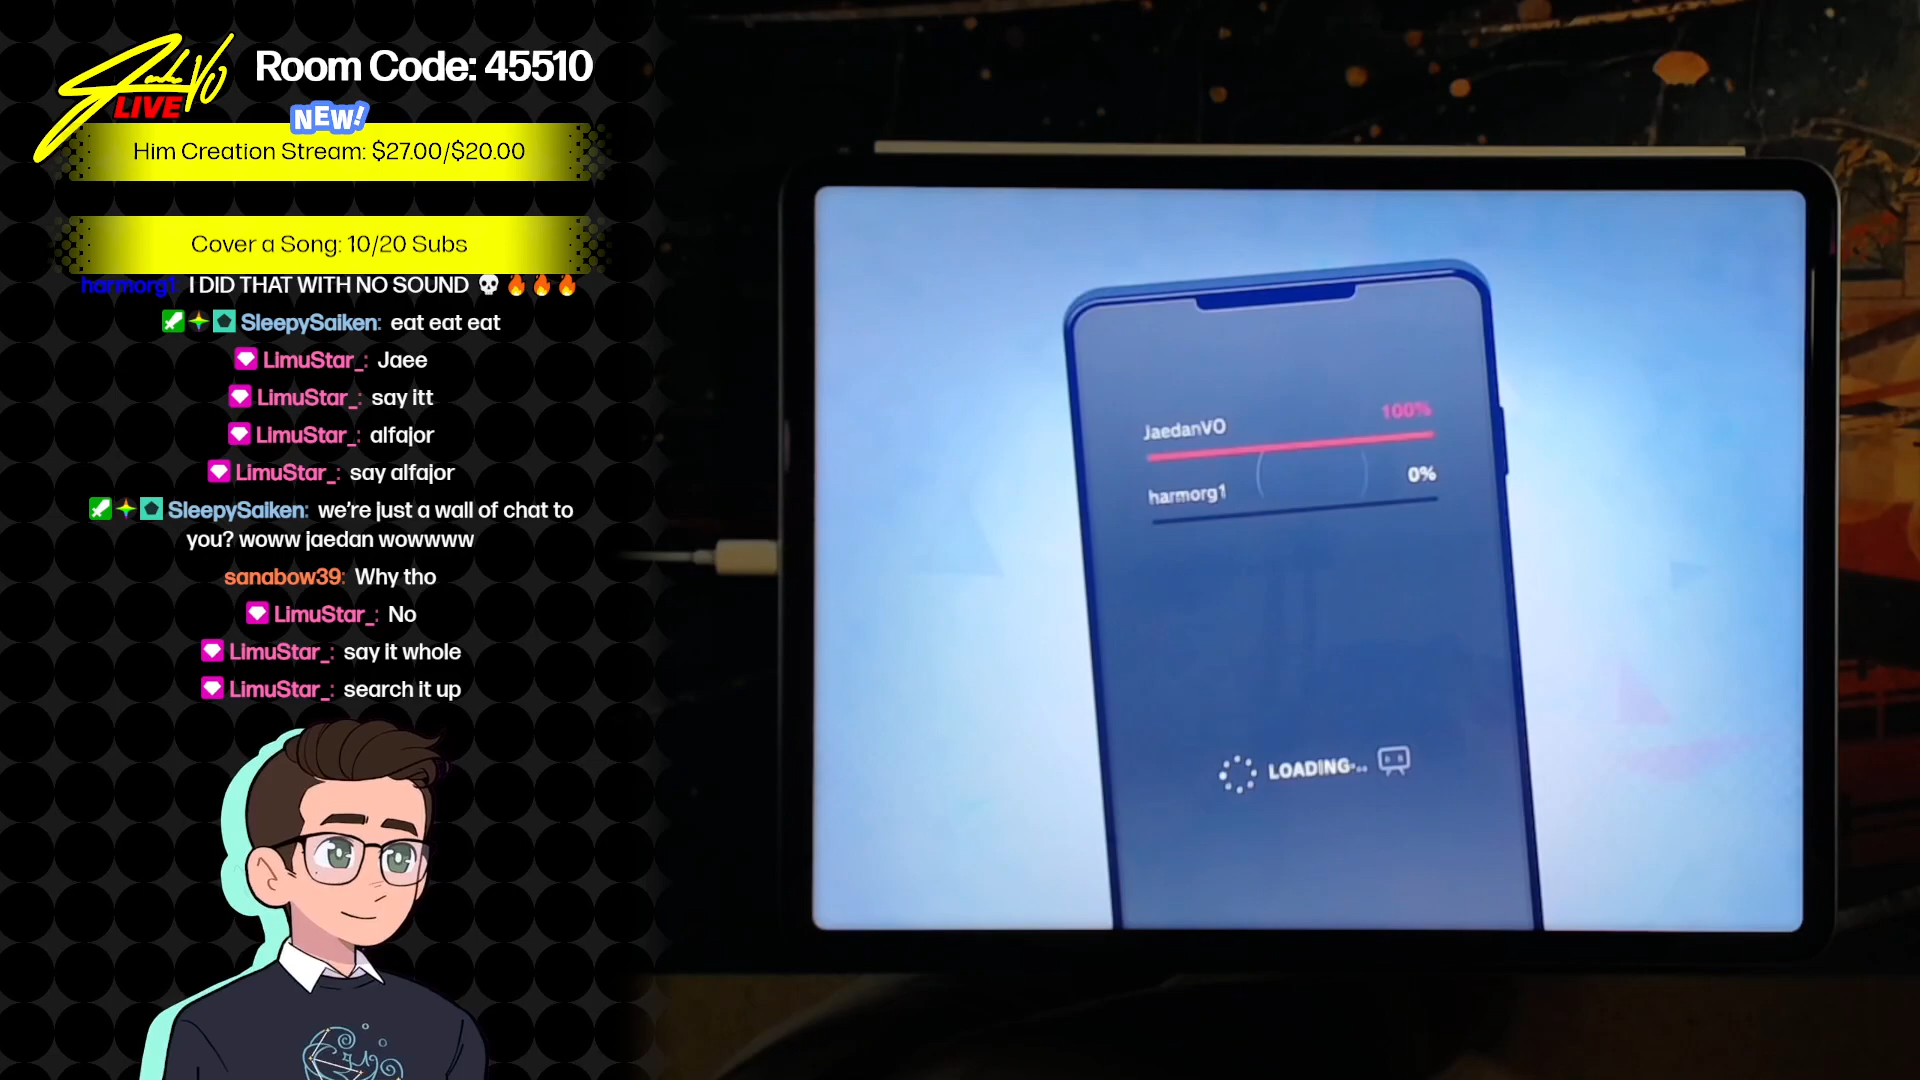 JaedanVO
LIVE
Room Code: 45510
NEW!
Him Creation Stream: $27.00/$20.00
Cover a Song: 10/20 Subs
harmorg1 I DID THAT WITH NO SOUND 💀 🔥 🔥 🔥
SleepySaiken: eat eat eat
LimuStar_: Jaee
LimuStar_: say itt
LimuStar_: alfajor
LimuStar_: say alfajor
SleepySaiken: we’re just a wall of chat to
you? woww jaedan wowwww
sanabow39: Why tho
LimuStar_: No
LimuStar_: say it whole
LimuStar_: search it up
JaedanVO 100%
harmorg1 0%
LOADING...